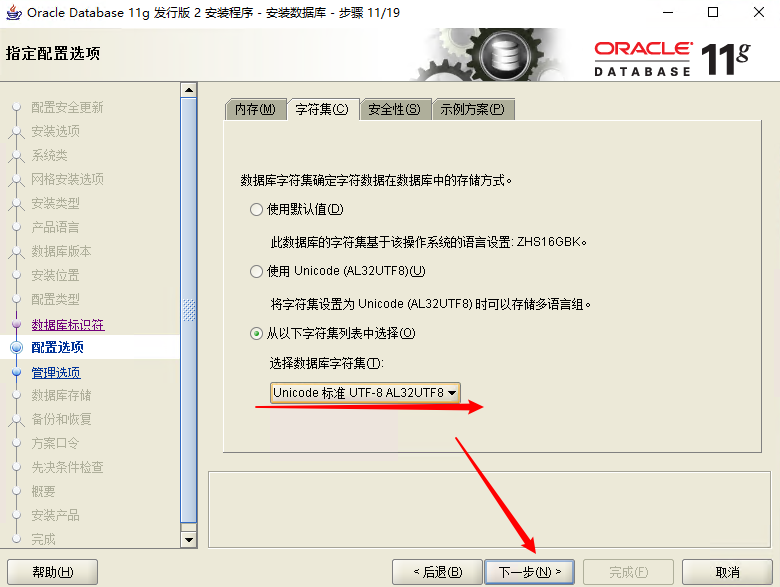 Oracle Database 11g 发行版 2 安装程序 - 安装数据库 - 步骤 11/19
指定配置选项
ORACLE
DATABASE
11g
配置安全更新
安装选项
系统类
网格安装选项
安装类型
产品语言
数据库版本
安装位置
配置类型
数据库标识符
配置选项
管理选项
数据库存储
备份和恢复
方案口令
先决条件检查
概要
安装产品
完成
内存(M) 字符集(C) 安全性(S) 示例方案(P)
数据库字符集确定字符数据在数据库中的存储方式。
使用默认值(D)
此数据库的字符集基于该操作系统的语言设置: ZHS16GBK。
使用 Unicode (AL32UTF8)(U)
将字符集设置为 Unicode (AL32UTF8) 时可以存储多语言组。
从以下字符集列表中选择(O)
选择数据库字符集(T):
Unicode 标准 UTF-8 AL32UTF8
帮助(H) < 后退(B) 下一步(N) > 完成(F) 取消